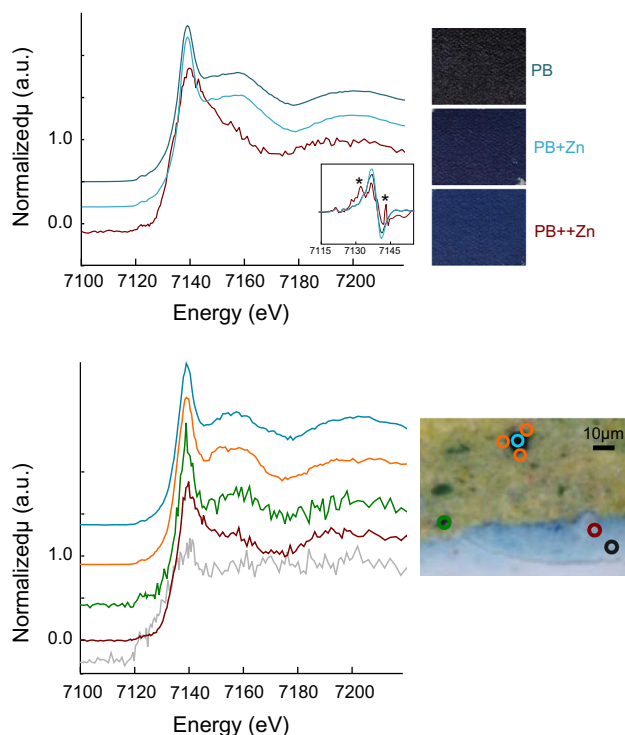 Normalizedμ (a.u.)
1.0
0.0
*
*
7115 7130 7145
7100 7120 7140 7160 7180 7200
Energy (eV)
PB
PB+Zn
PB++Zn
Normalizedμ (a.u.)
1.0
0.0
7100 7120 7140 7160 7180 7200
Energy (eV)
10μm